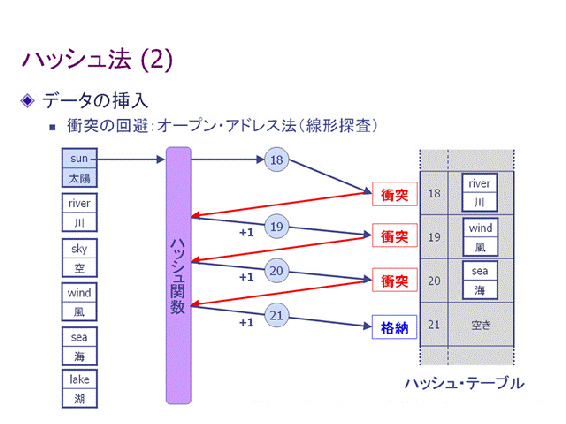 ハッシュ法 (2)
データの挿入
衝突の回避:オープン・アドレス法(線形探査)
sun
太陽
river
川
sky
空
wind
風
sea
海
lake
湖
ハッシュ関数
18
+1
19
+1
20
+1
21
衝突
衝突
衝突
格納
18
river
川
19
wind
風
20
sea
海
21
空き
ハッシュ・テーブル